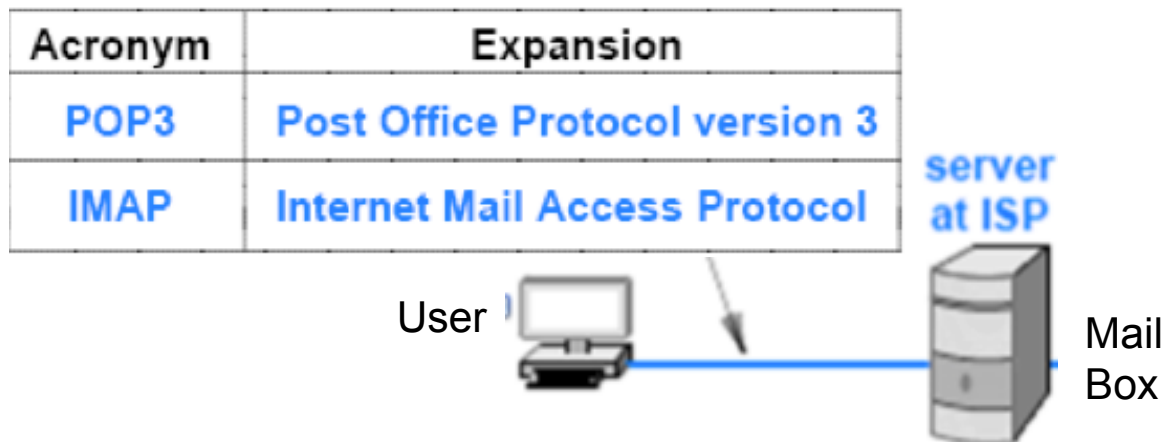 Acronym Expansion
POP3 Post Office Protocol version 3
IMAP Internet Mail Access Protocol
server
at ISP
User
Mail
Box